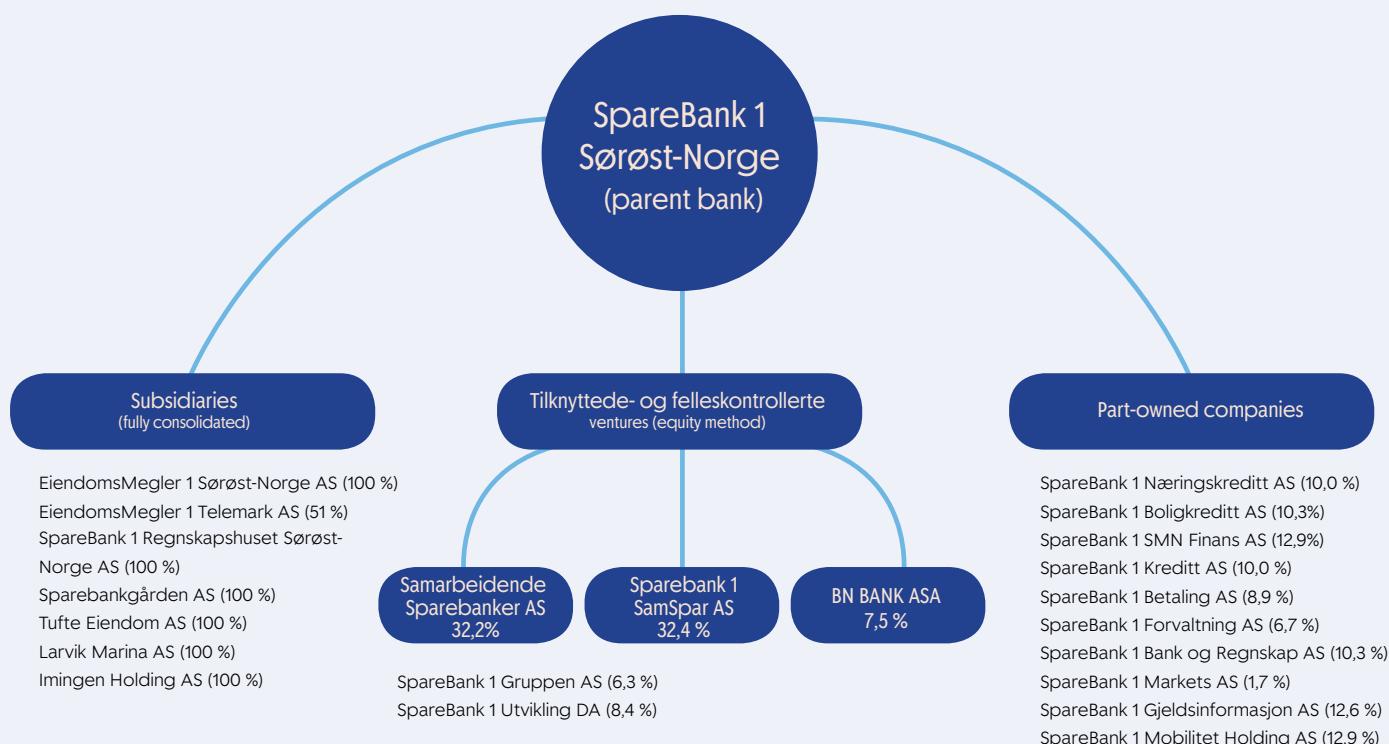 SpareBank 1
Sørøst-Norge
(parent bank)
Subsidiaries
(fully consolidated)
EiendomsMegler 1 Sørøst-Norge AS (100 %)
EiendomsMegler 1 Telemark AS (51 %)
SpareBank 1 Regnskapshuset Sørøst-
Norge AS (100 %)
Sparebankgården AS (100 %)
Tufte Eiendom AS (100 %)
Larvik Marina AS (100 %)
Imingen Holding AS (100 %)
Tilknyttede- og felleskontrollerte
ventures (equity method)
Samarbeidende
Sparebanker AS
32,2%
Sparebank 1
SamSpar AS
32,4 %
BN BANK ASA
7,5 %
SpareBank 1 Gruppen AS (6,3 %)
SpareBank 1 Utvikling DA (8,4 %)
Part-owned companies
SpareBank 1 Næringskreditt AS (10,0 %)
SpareBank 1 Boligkreditt AS (10,3%)
SpareBank 1 SMN Finans AS (12,9%)
SpareBank 1 Kreditt AS (10,0 %)
SpareBank 1 Betaling AS (8,9 %)
SpareBank 1 Forvaltning AS (6,7 %)
SpareBank 1 Bank og Regnskap AS (10,3 %)
SpareBank 1 Markets AS (1,7 %)
SpareBank 1 Gjeldsinformasjon AS (12,6 %)
SpareBank 1 Mobilitet Holding AS (12,9 %)